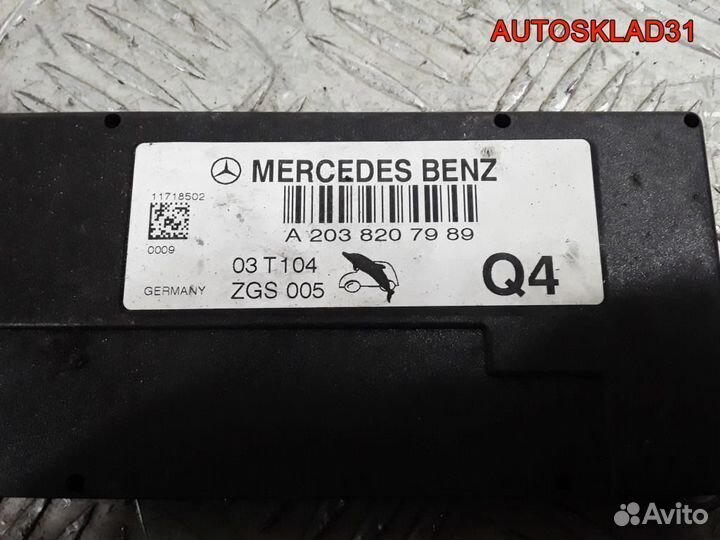 AUTOSKLAD31
MERCEDES BENZ
11718502
A 203 820 79 89
0009
03 T104
Q4
GERMANY
ZGS 005
Avito